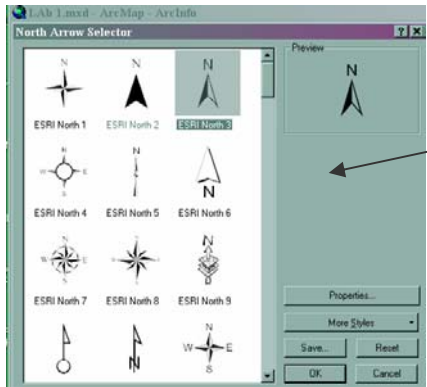 LAb 1.mxd - ArcMap - ArcInfo
North Arrow Selector
Preview
N
N
N
N
ESRI North 1
ESRI North 2
ESRI North 3
N
W
E
S
N
N
ESRI North 4
ESRI North 5
ESRI North 6
N
W
E
S
N
N
ESRI North 7
ESRI North 8
ESRI North 9
Properties...
More Styles
N
N
W
E
S
Save...
Reset
OK
Cancel